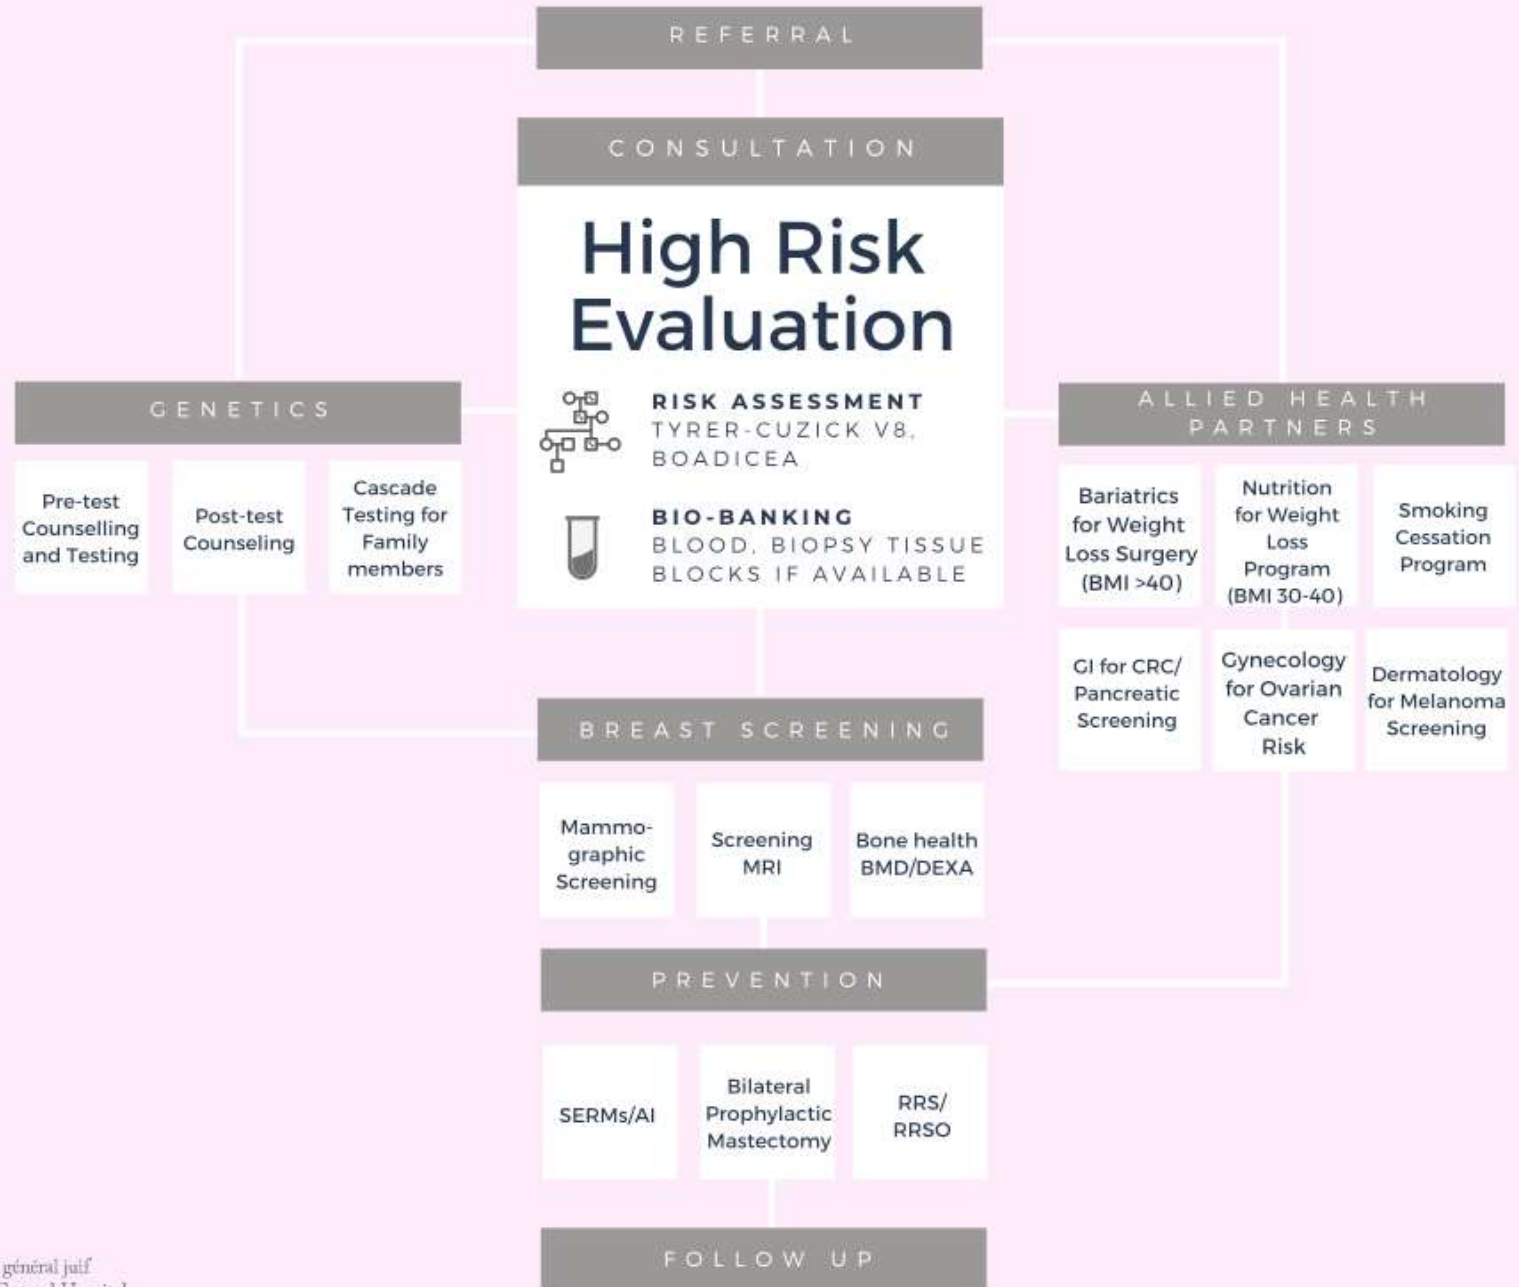 REFERRAL
CONSULTATION
High Risk
Evaluation
RISK ASSESSMENT
TYRER-CUZICK V8,
BOADICEA
BIO-BANKING
BLOOD, BIOPSY TISSUE
BLOCKS IF AVAILABLE
GENETICS
Pre-test
Counselling
and Testing
Post-test
Counseling
Cascade
Testing for
Family
members
ALLIED HEALTH
PARTNERS
Bariatrics
for Weight
Loss Surgery
(BMI >40)
Nutrition
for Weight
Loss
Program
(BMI 30-40)
Smoking
Cessation
Program
GI for CRC/
Pancreatic
Screening
Gynecology
for Ovarian
Cancer
Risk
Dermatology
for Melanoma
Screening
BREAST SCREENING
Mammo-
graphic
Screening
Screening
MRI
Bone health
BMD/DEXA
PREVENTION
SERMs/AI
Bilateral
Prophylactic
Mastectomy
RRS/
RRSO
FOLLOW UP
général juif